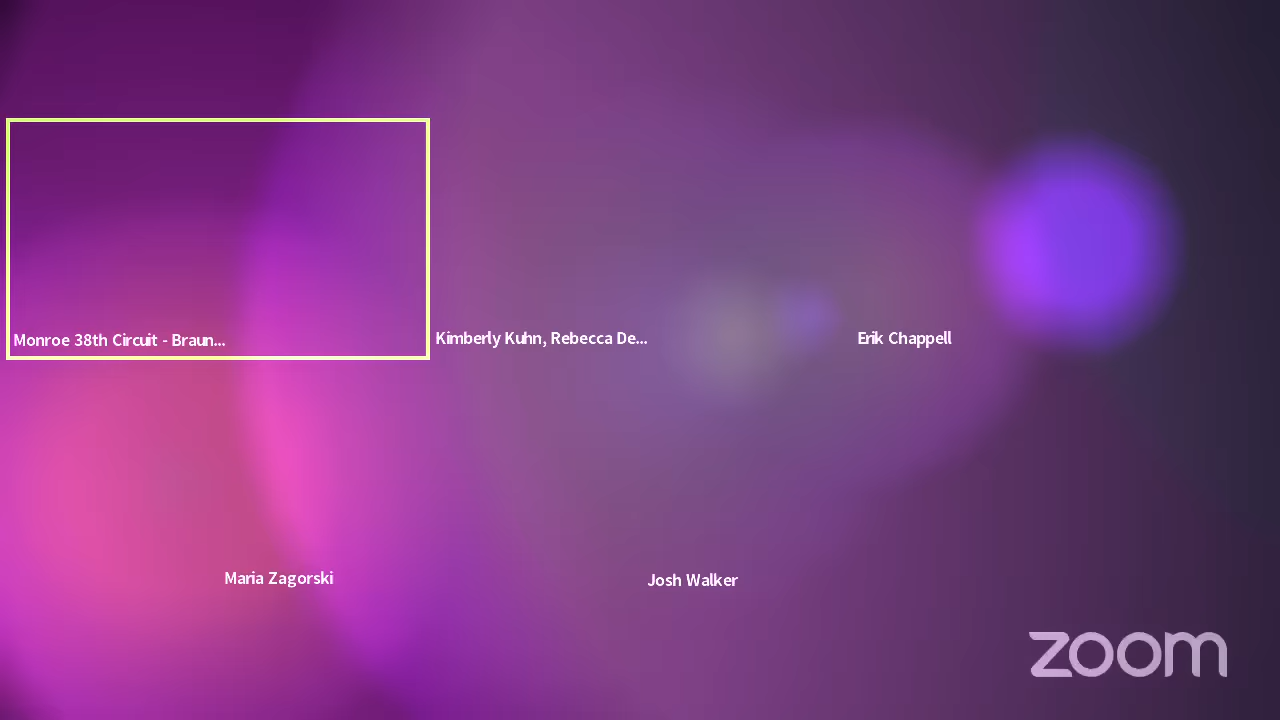 Monroe 38th Circuit - Braun...
Kimberly Kuhn, Rebecca De...
Erik Chappell
Maria Zagorski
Josh Walker
zoom